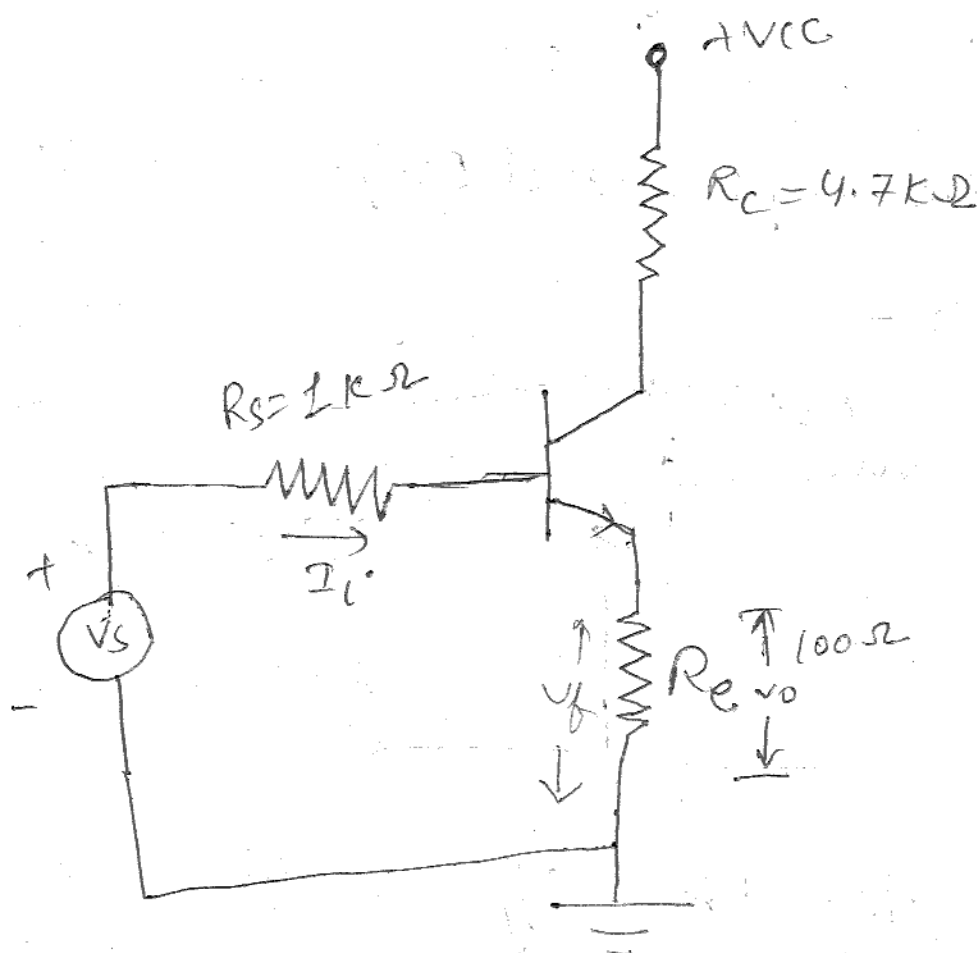 +VCC
Rc = 4.7KΩ
Rs = 1KΩ
Ii
+
Vs
-
Vf
Re
100Ω
vo